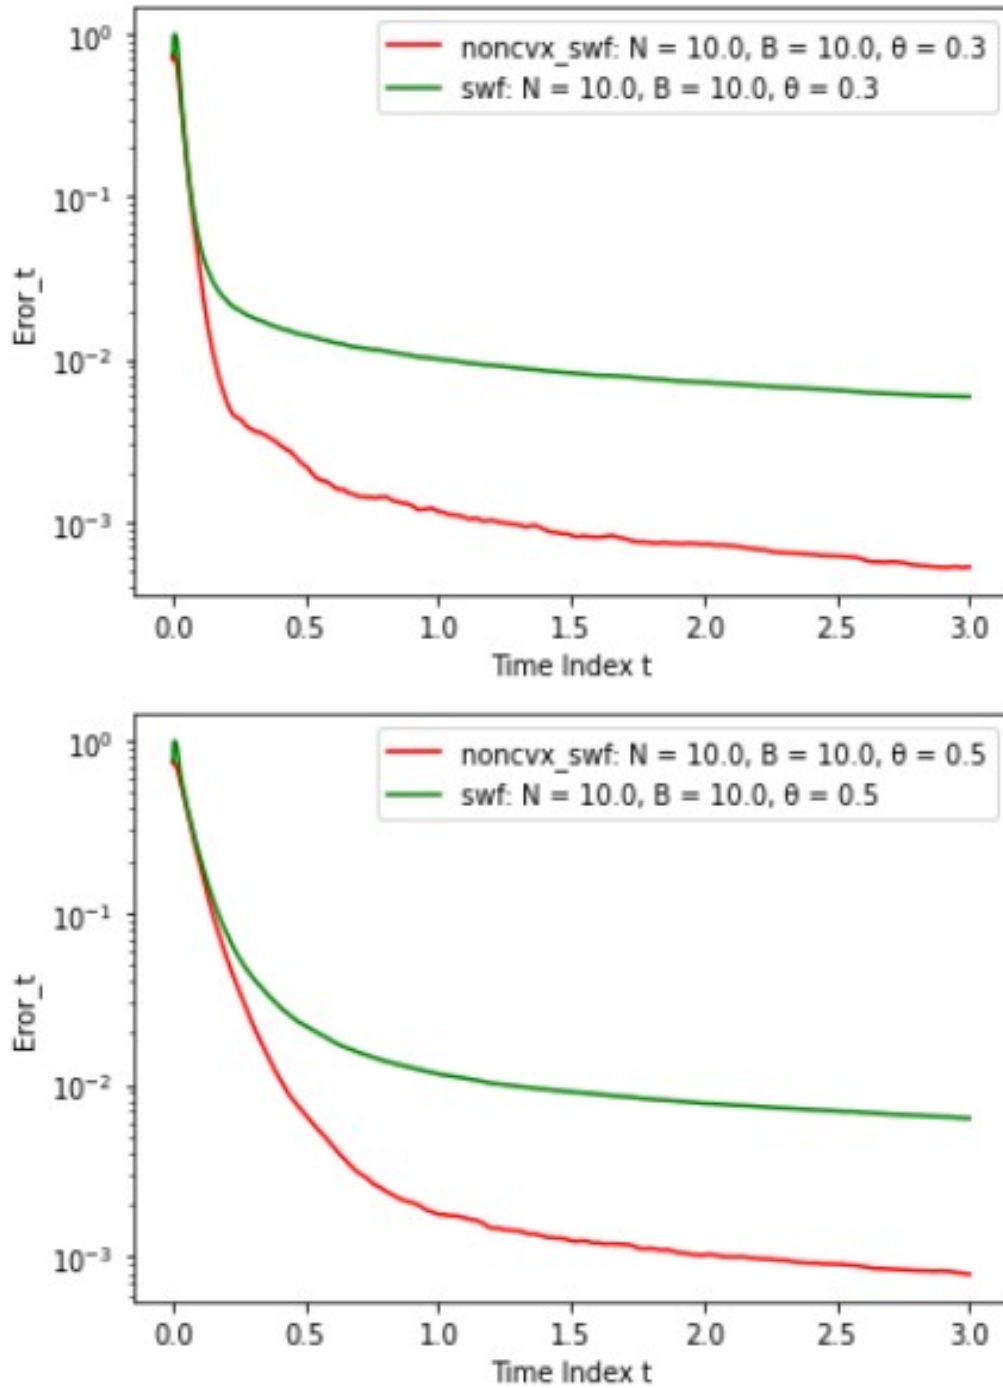 10⁰
10⁻¹
10⁻²
10⁻³
Eror_t
noncvx_swf: N = 10.0, B = 10.0, θ = 0.3
swf: N = 10.0, B = 10.0, θ = 0.3
0.0 0.5 1.0 1.5 2.0 2.5 3.0
Time Index t
10⁰
10⁻¹
10⁻²
10⁻³
Eror_t
noncvx_swf: N = 10.0, B = 10.0, θ = 0.5
swf: N = 10.0, B = 10.0, θ = 0.5
0.0 0.5 1.0 1.5 2.0 2.5 3.0
Time Index t